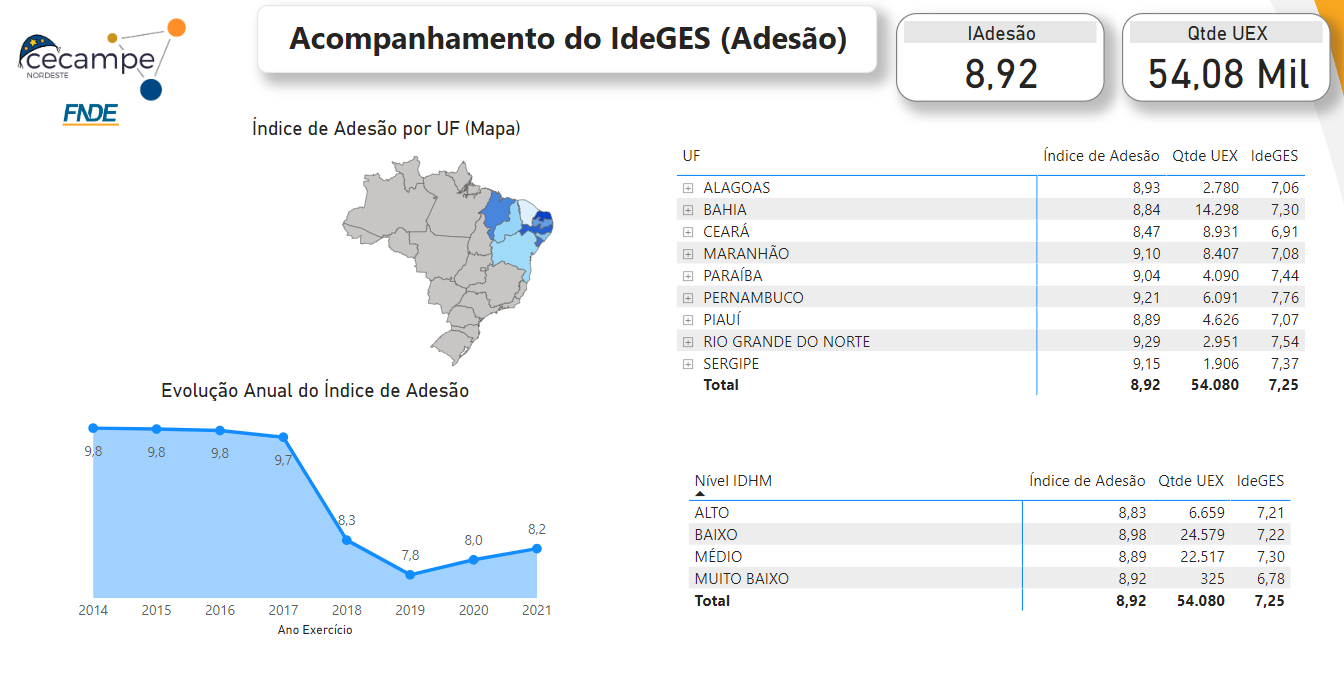 cecampe
NORDESTE
FNDE
Acompanhamento do IdeGES (Adesão)
IAdesão
8,92
Qtde UEX
54,08 Mil
Índice de Adesão por UF (Mapa)
UF Índice de Adesão Qtde UEX IdeGES
ALAGOAS 8,93 2.780 7,06
BAHIA 8,84 14.298 7,30
CEARÁ 8,47 8.931 6,91
MARANHÃO 9,10 8.407 7,08
PARAÍBA 9,04 4.090 7,44
PERNAMBUCO 9,21 6.091 7,76
PIAUÍ 8,89 4.626 7,07
RIO GRANDE DO NORTE 9,29 2.951 7,54
SERGIPE 9,15 1.906 7,37
Total 8,92 54.080 7,25
Evolução Anual do Índice de Adesão
9,8 9,8 9,8 9,7 8,3 7,8 8,0 8,2
2014 2015 2016 2017 2018 2019 2020 2021
Ano Exercício
Nível IDHM Índice de Adesão Qtde UEX IdeGES
ALTO 8,83 6.659 7,21
BAIXO 8,98 24.579 7,22
MÉDIO 8,89 22.517 7,30
MUITO BAIXO 8,92 325 6,78
Total 8,92 54.080 7,25